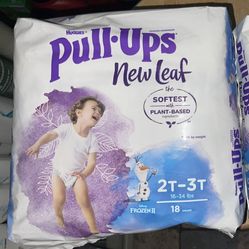 HUGGIES
PULL-UPS
New Leaf
the
SOFTEST
with
PLANT-BASED
2T-3T
16-34 lbs
Disney
FROZEN II
18